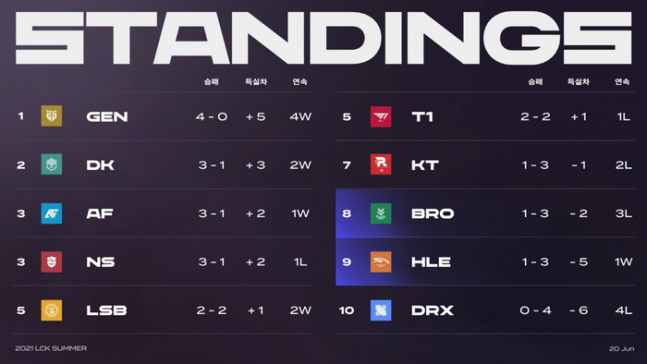 STANDINGS
승패 득실차 연속
1 GEN 4 - 0 + 5 4W
2 DK 3 - 1 + 3 2W
3 AF 3 - 1 + 2 1W
3 NS 3 - 1 + 2 1L
5 LSB 2 - 2 + 1 2W
승패 득실차 연속
5 T1 2 - 2 + 1 1L
7 KT 1 - 3 - 1 2L
8 BRO 1 - 3 - 2 3L
9 HLE 1 - 3 - 5 1W
10 DRX 0 - 4 - 6 4L
2021 LCK SUMMER
20 Jun